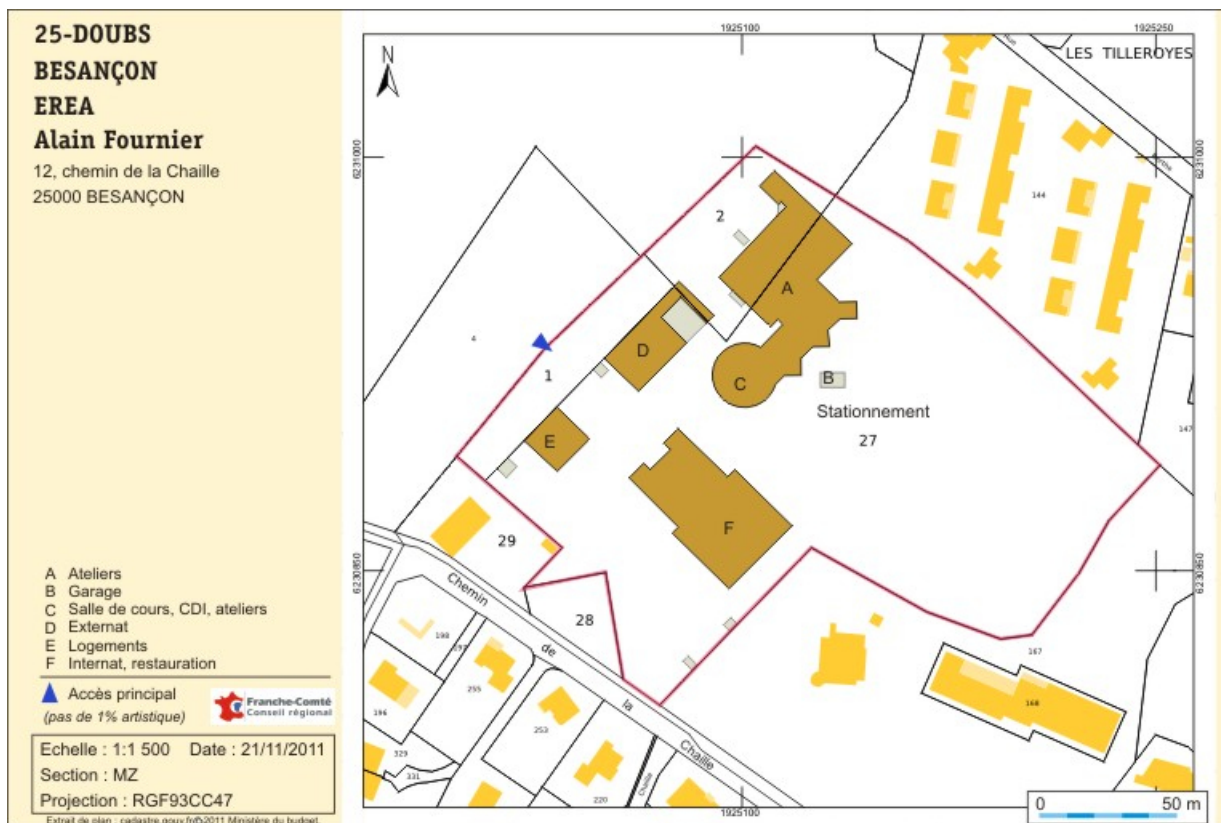 25-DOUBS
BESANÇON
EREA
Alain Fournier
12, chemin de la Chaille
25000 BESANÇON
A Ateliers
B Garage
C Salle de cours, CDI, ateliers
D Externat
E Logements
F Internat, restauration
Accès principal
(pas de 1% artistique)
Franche-Comté
Conseil régional
Echelle : 1:1 500 Date : 21/11/2011
Section : MZ
Projection : RGF93CC47
1925100
1925250
N
LES TILLEROYES
6231000
6231000
2
144
A
4
D
1
C
B
Stationnement
27
147
E
F
29
6230850
6230850
Chemin
de
la
Chaille
28
198
197
255
167
168
196
253
329
331
220
Chaille
1925100
0 50 m